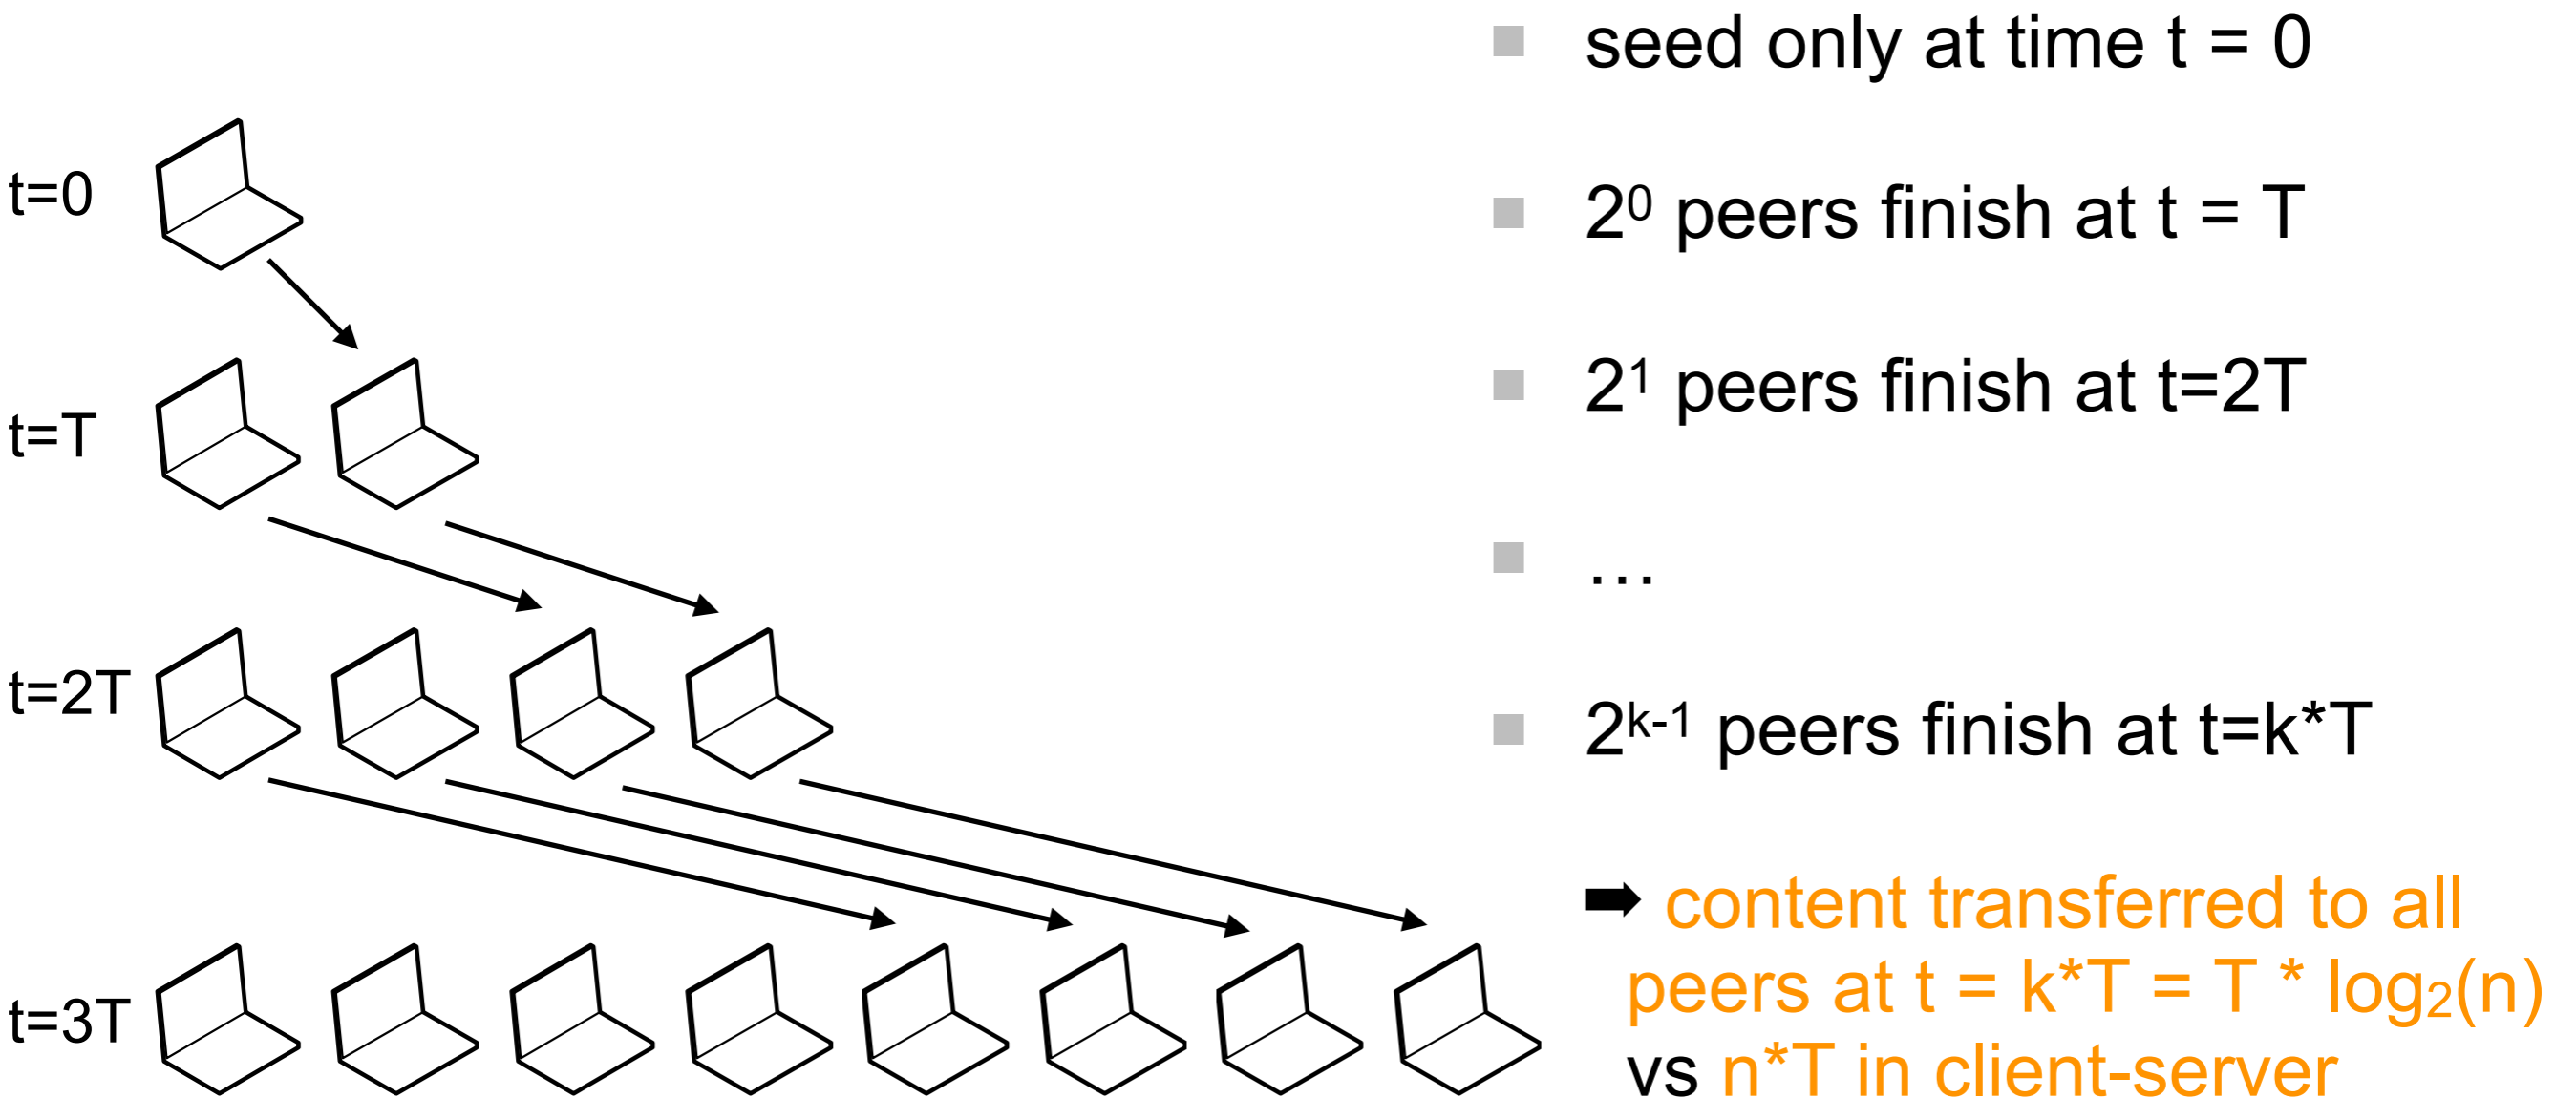 t=0
t=T
t=2T
t=3T
seed only at time t = 0
2⁰ peers finish at t = T
2¹ peers finish at t=2T
…
2ᵏ⁻¹ peers finish at t=k*T
➡ content transferred to all
peers at t = k*T = T * log₂(n)
vs n*T in client-server